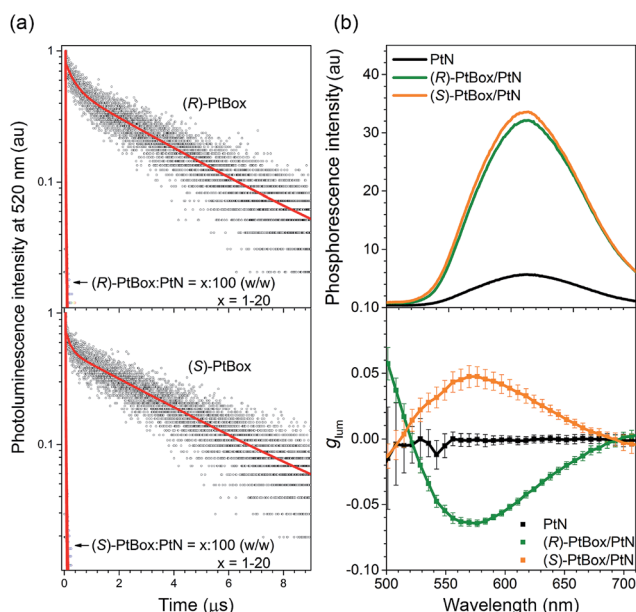 (a)
Photoluminescence intensity at 520 nm (au)
1
(R)-PtBox
0.1
(R)-PtBox:PtN = x:100 (w/w)
x = 1-20
1
(S)-PtBox
0.1
(S)-PtBox:PtN = x:100 (w/w)
x = 1-20
0 2 4 6 8
Time (μs)
(b)
Phosphorescence intensity (au)
PtN
(R)-PtBox/PtN
(S)-PtBox/PtN
40
30
20
10
0.10
0.05
0.00
-0.05
-0.10
glum
PtN
(R)-PtBox/PtN
(S)-PtBox/PtN
500 550 600 650 700
Wavelength (nm)